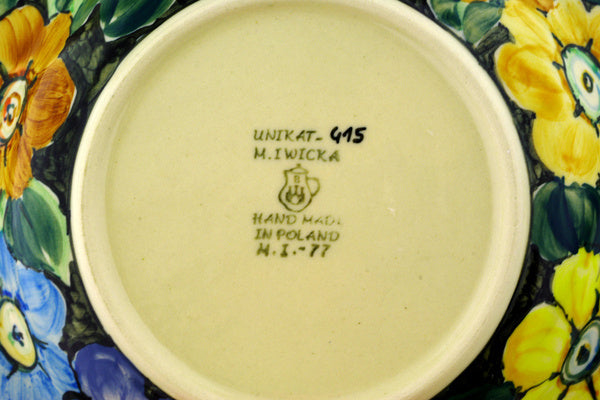 UNIKAT- 415
M.IWICKA
B
HAND MADE
IN POLAND
M.I.-77